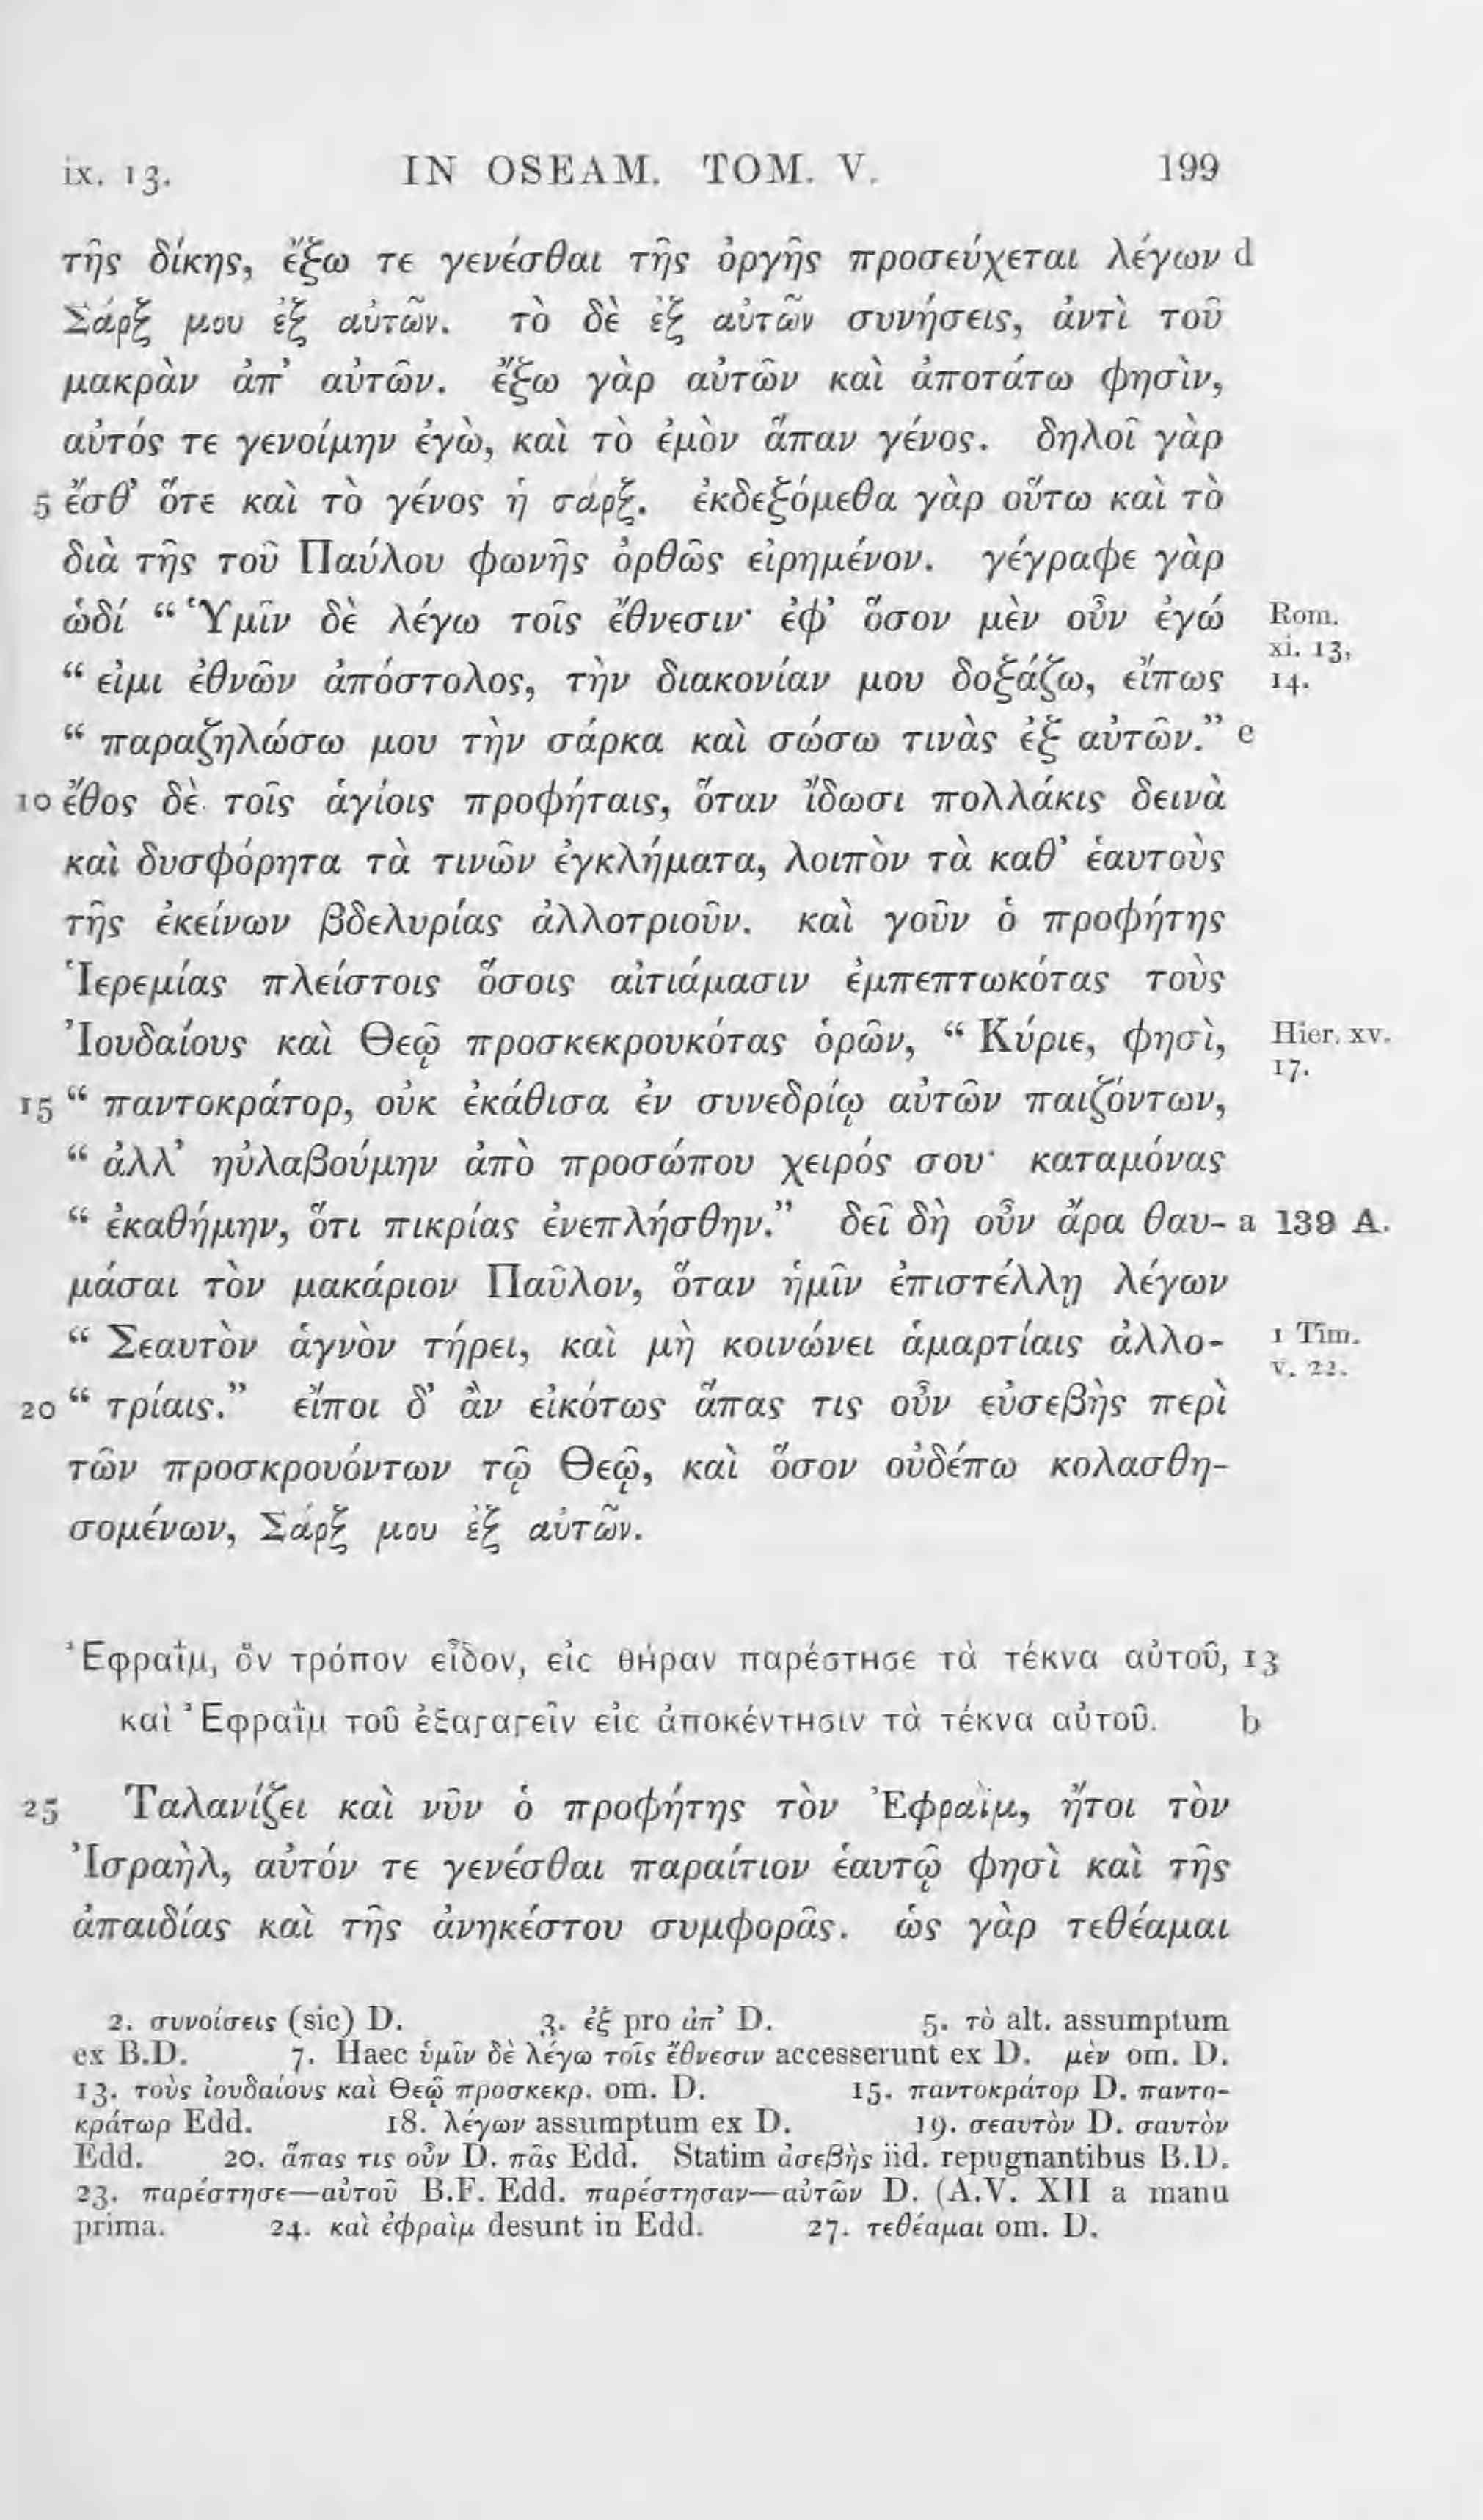 ix. 13. IN OSEAM. TOM. V. 199
τῆς δίκης, ἔξω τε γενέσθαι τῆς ὀργῆς προσεύχεται λέγων d
Σάρξ μου ἐξ αὐτῶν. τὸ δὲ ἐξ αὐτῶν συνήσεις, ἀντὶ τοῦ
μακρὰν ἀπ’ αὐτῶν. ἔξω γὰρ αὐτῶν καὶ ἀποτάτω φησὶν,
αὐτός τε γενοίμην ἐγὼ, καὶ τὸ ἐμὸν ἅπαν γένος. δηλοῖ γὰρ
5 ἔσθ’ ὅτε καὶ τὸ γένος ἡ σάρξ. ἐκδεξόμεθα γὰρ οὕτω καὶ τὸ
διὰ τῆς τοῦ Παύλου φωνῆς ὀρθῶς εἰρημένον. γέγραφε γὰρ
ὡδί “ Ὑμῖν δὲ λέγω τοῖς ἔθνεσιν· ἐφ’ ὅσον μὲν οὖν ἐγώ Rom.
xi. 13,
“ εἰμι ἐθνῶν ἀπόστολος, τὴν διακονίαν μου δοξάζω, εἴπως 14.
“ παραζηλώσω μου τὴν σάρκα καὶ σώσω τινὰς ἐξ αὐτῶν.” e
10 ἔθος δὲ τοῖς ἁγίοις προφήταις, ὅταν ἴδωσι πολλάκις δεινὰ
καὶ δυσφόρητα τὰ τινῶν ἐγκλήματα, λοιπὸν τὰ καθ’ ἑαυτοὺς
τῆς ἐκείνων βδελυρίας ἀλλοτριοῦν. καὶ γοῦν ὁ προφήτης
Ἱερεμίας πλείστοις ὅσοις αἰτιάμασιν ἐμπεπτωκότας τοὺς
Ἰουδαίους καὶ Θεῷ προσκεκρουκότας ὁρῶν, “ Κύριε, φησὶ, Hier. xv.
17.
15 “ παντοκράτορ, οὐκ ἐκάθισα ἐν συνεδρίῳ αὐτῶν παιζόντων,
“ ἀλλ’ ηὐλαβούμην ἀπὸ προσώπου χειρός σου· καταμόνας
“ ἐκαθήμην, ὅτι πικρίας ἐνεπλήσθην.” δεῖ δὴ οὖν ἄρα θαυ- a 139 A.
μάσαι τὸν μακάριον Παῦλον, ὅταν ἡμῖν ἐπιστέλλῃ λέγων
“ Σεαυτὸν ἁγνὸν τήρει, καὶ μὴ κοινώνει ἁμαρτίαις ἀλλο- 1 Tim.
v. 22.
20 “ τρίαις.” εἴποι δ’ ἂν εἰκότως ἅπας τις οὖν εὐσεβὴς περὶ
τῶν προσκρουόντων τῷ Θεῷ, καὶ ὅσον οὐδέπω κολασθη-
σομένων, Σάρξ μου ἐξ αὐτῶν.
Ἐφραῒμ, ὃν τρόπον εἶδον, εἰς θήραν παρέστησε τὰ τέκνα αὐτοῦ, 13
καὶ Ἐφραῒμ τοῦ ἐξαγαγεῖν εἰς ἀποκέντησιν τὰ τέκνα αὐτοῦ. b
25 Ταλανίζει καὶ νῦν ὁ προφήτης τὸν Ἐφραῒμ, ἤτοι τὸν
Ἰσραὴλ, αὐτόν τε γενέσθαι παραίτιον ἑαυτῷ φησὶ καὶ τῆς
ἀπαιδίας καὶ τῆς ἀνηκέστου συμφορᾶς. ὡς γὰρ τεθέαμαι
2. συνοίσεις (sic) D. 3. ἐξ pro ἀπ’ D. 5. τὸ alt. assumptum
ex B.D. 7. Haec ὑμῖν δὲ λέγω τοῖς ἔθνεσιν accesserunt ex D. μὲν om. D.
13. τοὺς ἰουδαίους καὶ Θεῷ προσκεκρ. om. D. 15. παντοκράτορ D. παντο-
κράτωρ Edd. 18. λέγων assumptum ex D. 19. σεαυτὸν D. σαυτὸν
Edd. 20. ἅπας τις οὖν D. πᾶς Edd. Statim ἀσεβὴς iid. repugnantibus B.D.
23. παρέστησε—αὐτοῦ B.F. Edd. παρέστησαν—αὐτῶν D. (A.V. XII a manu
prima. 24. καὶ ἐφραὶμ desunt in Edd. 27. τεθέαμαι om. D.